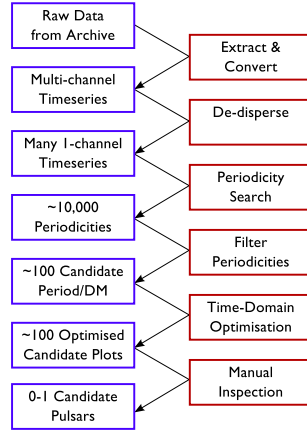 Raw Data
from Archive
Extract &
Convert
Multi-channel
Timeseries
De-disperse
Many 1-channel
Timeseries
Periodicity
Search
~10,000
Periodicities
Filter
Periodicities
~100 Candidate
Period/DM
Time-Domain
Optimisation
~100 Optimised
Candidate Plots
Manual
Inspection
0-1 Candidate
Pulsars